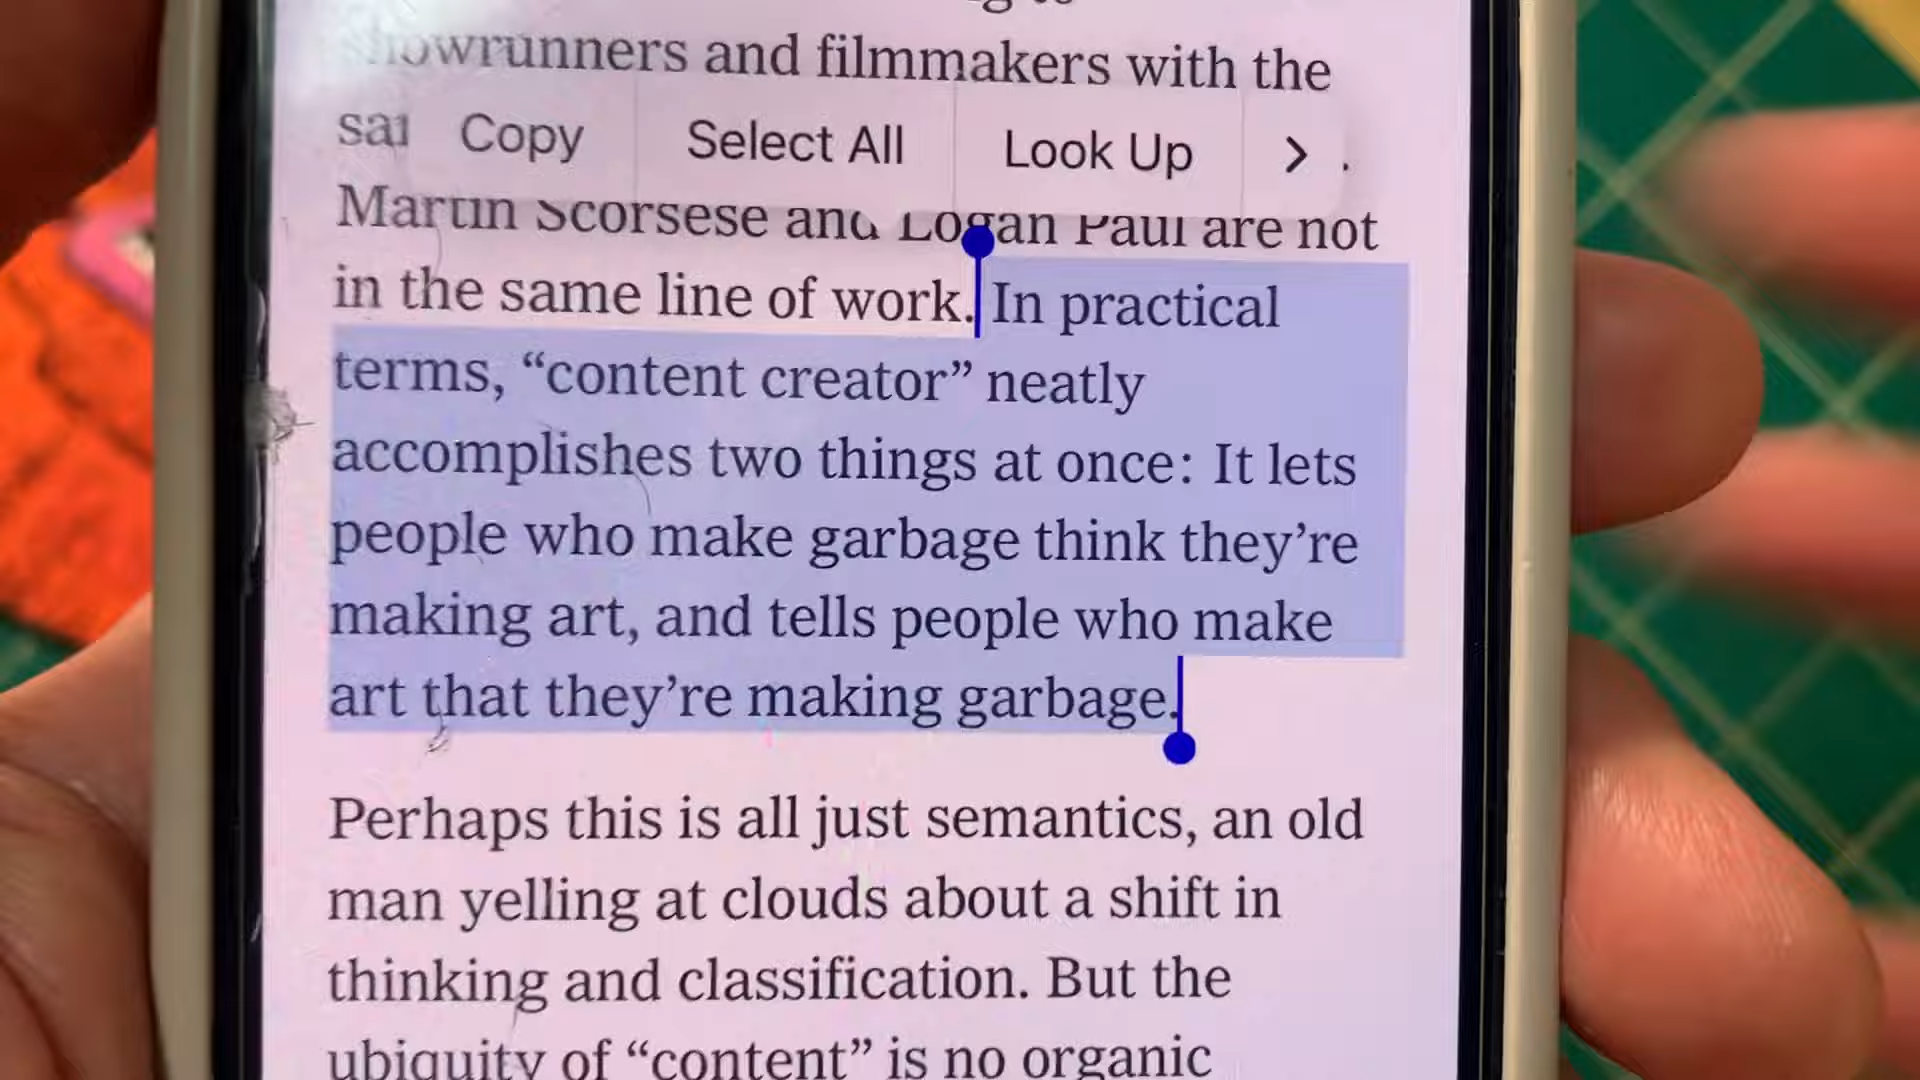 showrunners and filmmakers with the
Copy Select All Look Up > .
Martin Scorsese and Logan Paul are not
in the same line of work. In practical
terms, “content creator” neatly
accomplishes two things at once: It lets
people who make garbage think they’re
making art, and tells people who make
art that they’re making garbage.
Perhaps this is all just semantics, an old
man yelling at clouds about a shift in
thinking and classification. But the
ubiquity of “content” is no organic